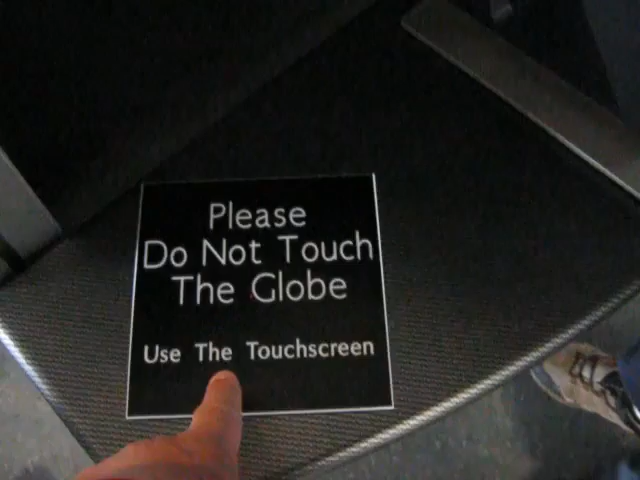 Please
Do Not Touch
The Globe
Use The Touchscreen